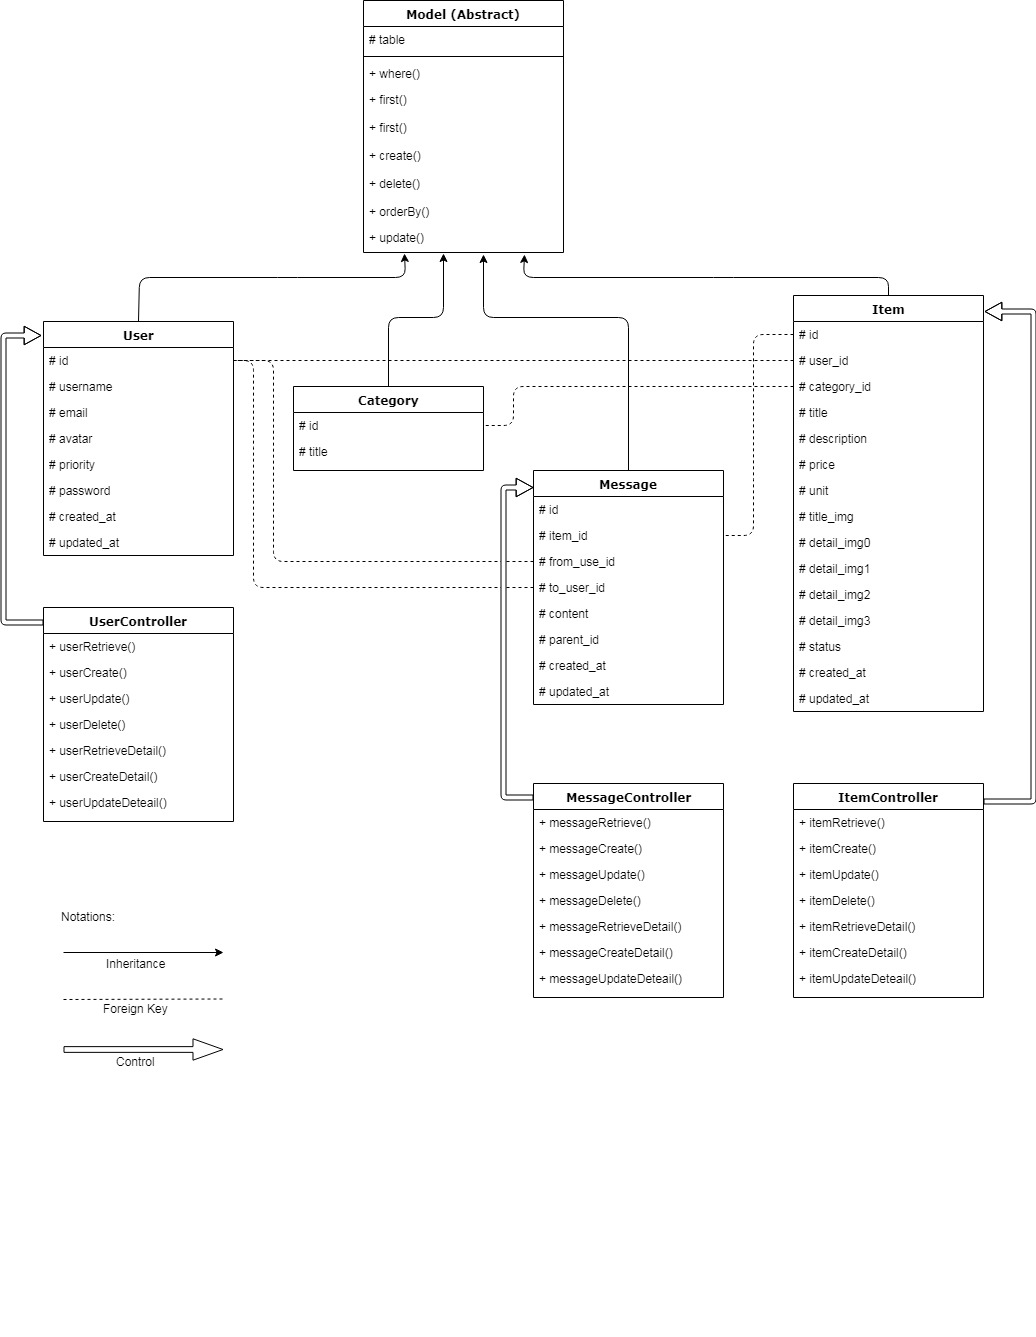 Model (Abstract)
# table
+ where()
+ first()
+ first()
+ create()
+ delete()
+ orderBy()
+ update()
User
# id
# username
# email
# avatar
# priority
# password
# created_at
# updated_at
Category
# id
# title
Message
# id
# item_id
# from_use_id
# to_user_id
# content
# parent_id
# created_at
# updated_at
Item
# id
# user_id
# category_id
# title
# description
# price
# unit
# title_img
# detail_img0
# detail_img1
# detail_img2
# detail_img3
# status
# created_at
# updated_at
UserController
+ userRetrieve()
+ userCreate()
+ userUpdate()
+ userDelete()
+ userRetrieveDetail()
+ userCreateDetail()
+ userUpdateDeteail()
MessageController
+ messageRetrieve()
+ messageCreate()
+ messageUpdate()
+ messageDelete()
+ messageRetrieveDetail()
+ messageCreateDetail()
+ messageUpdateDeteail()
ItemController
+ itemRetrieve()
+ itemCreate()
+ itemUpdate()
+ itemDelete()
+ itemRetrieveDetail()
+ itemCreateDetail()
+ itemUpdateDeteail()
Notations:
Inheritance
Foreign Key
Control